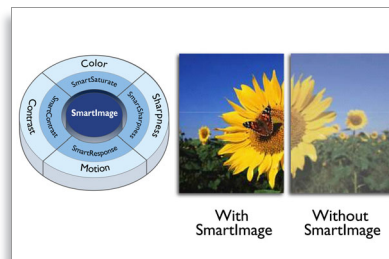 Color
SmartSaturate
Contrast
SmartContrast
SmartImage
SmartSharpness
Sharpness
SmartResponse
Motion
With
SmartImage
Without
SmartImage